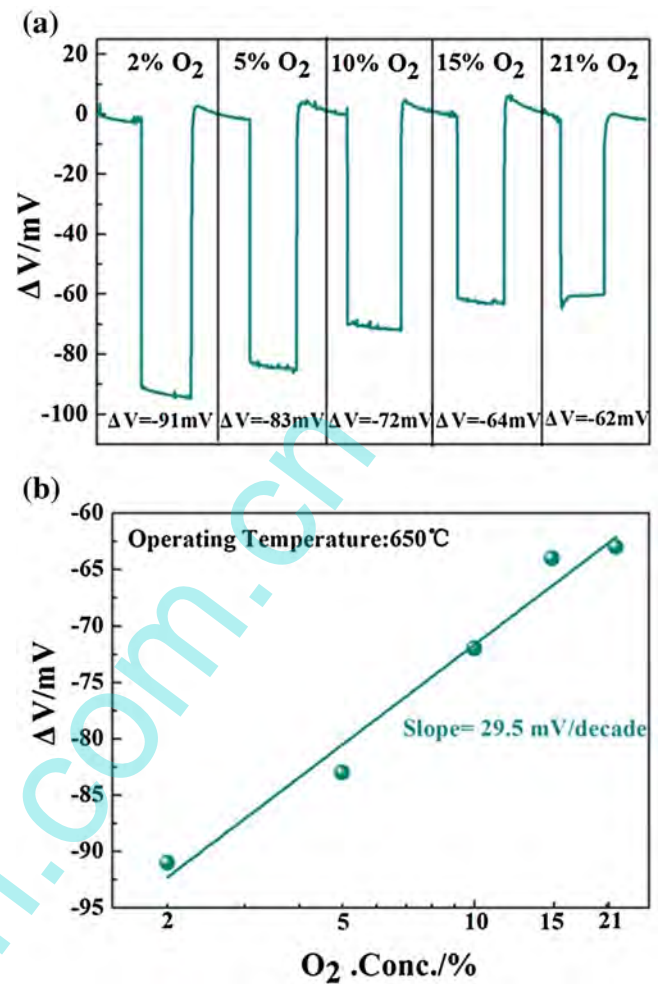 (a)
20
0
-20
-40
-60
-80
-100
ΔV/mV
2% O₂ 5% O₂ 10% O₂ 15% O₂ 21% O₂
ΔV=-91mV ΔV=-83mV ΔV=-72mV ΔV=-64mV ΔV=-62mV
(b)
-60
-65
-70
-75
-80
-85
-90
-95
ΔV/mV
Operating Temperature:650℃
Slope= 29.5 mV/decade
2 5 10 15 21
O₂ .Conc./%
n.com.cn